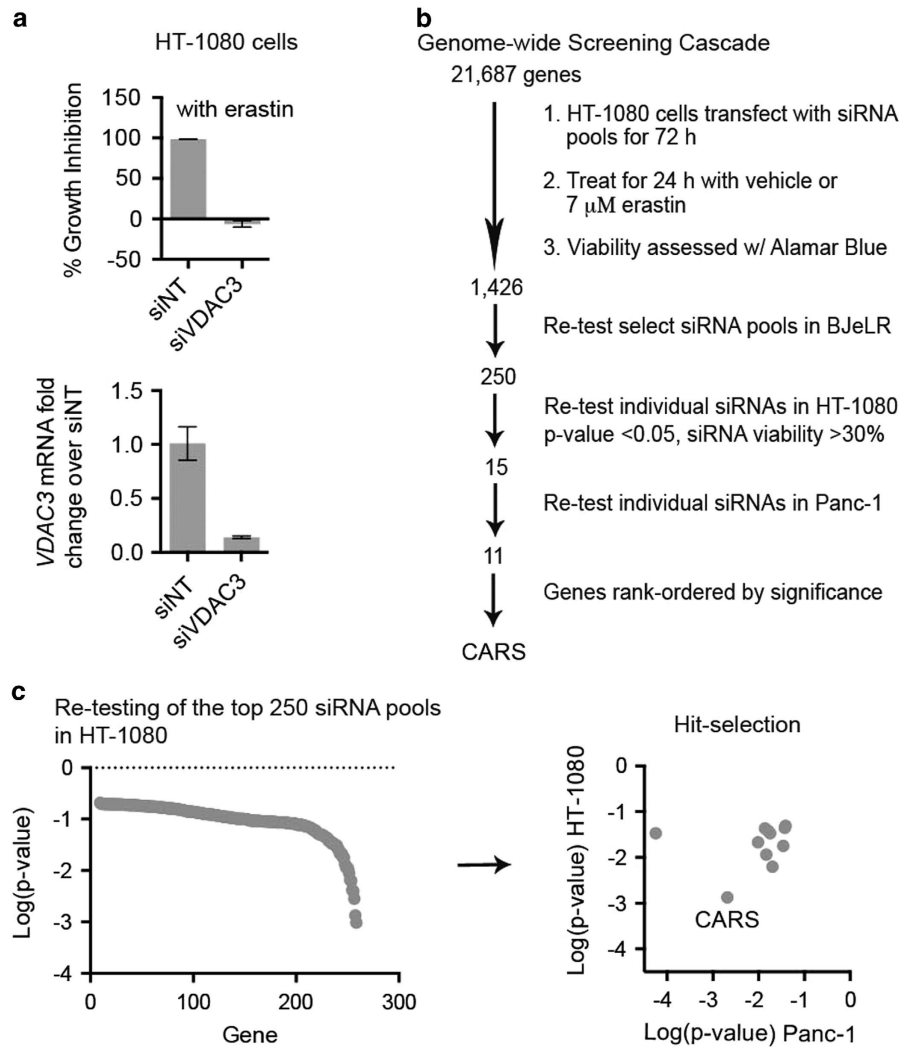 a
HT-1080 cells
150
100
50
0
-50
% Growth Inhibition
with erastin
siNT
siVDAC3
1.5
1.0
0.5
0.0
VDAC3 mRNA fold
change over siNT
siNT
siVDAC3
b
Genome-wide Screening Cascade
21,687 genes
1. HT-1080 cells transfect with siRNA
pools for 72 h
2. Treat for 24 h with vehicle or
7 μM erastin
3. Viability assessed w/ Alamar Blue
1,426
Re-test select siRNA pools in BJeLR
250
Re-test individual siRNAs in HT-1080
p-value <0.05, siRNA viability >30%
15
Re-test individual siRNAs in Panc-1
11
Genes rank-ordered by significance
CARS
c
Re-testing of the top 250 siRNA pools
in HT-1080
0
-1
-2
-3
-4
Log(p-value)
0 100 200 300
Gene
Hit-selection
0
-1
-2
-3
-4
Log(p-value) HT-1080
CARS
-4 -3 -2 -1 0
Log(p-value) Panc-1